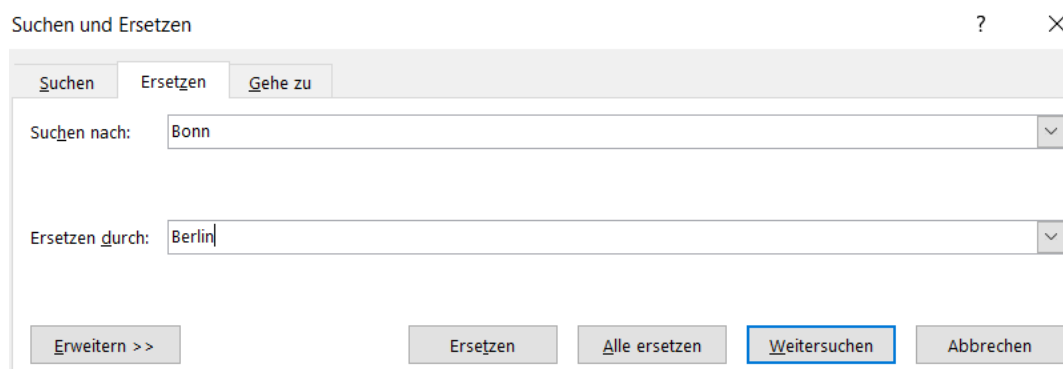 Suchen und Ersetzen ?
Suchen Ersetzen Gehe zu
Suchen nach: Bonn
Ersetzen durch: Berlin
Erweitern >> Ersetzen Alle ersetzen Weitersuchen Abbrechen